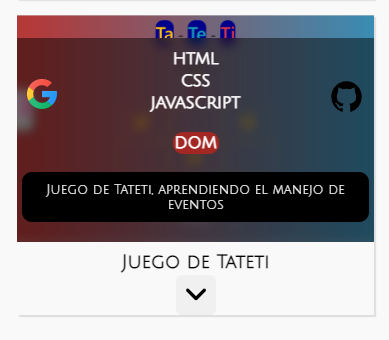 Ta - Te - Ti
HTML
CSS
JAVASCRIPT
DOM
JUEGO DE TATETI, APRENDIENDO EL MANEJO DE
EVENTOS
JUEGO DE TATETI